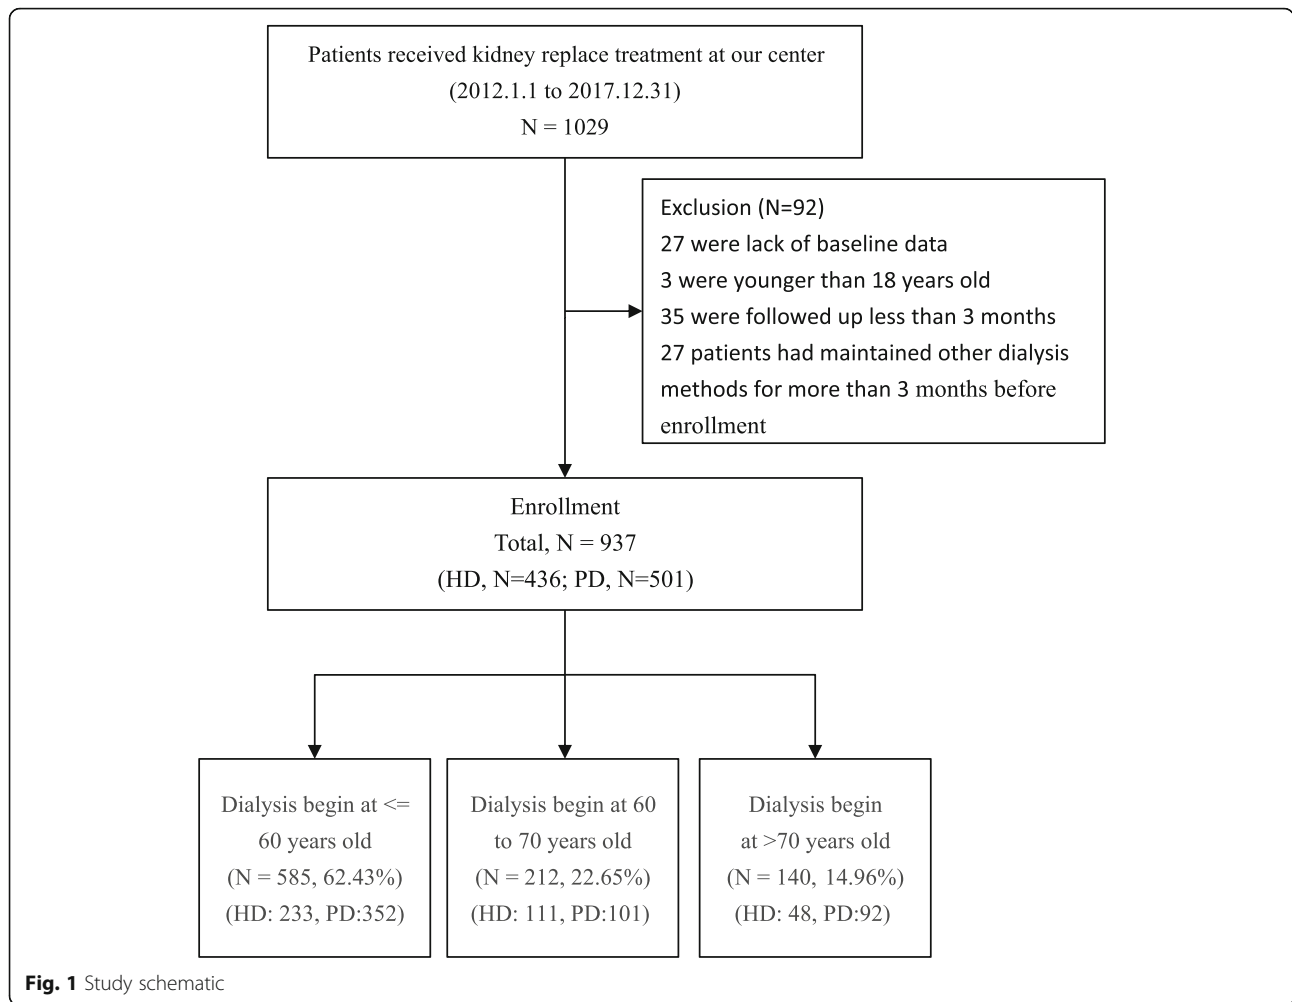 Patients received kidney replace treatment at our center
(2012.1.1 to 2017.12.31)
N = 1029
Exclusion (N=92)
27 were lack of baseline data
3 were younger than 18 years old
35 were followed up less than 3 months
27 patients had maintained other dialysis
methods for more than 3 months before
enrollment
Enrollment
Total, N = 937
(HD, N=436; PD, N=501)
Dialysis begin at <=
60 years old
(N = 585, 62.43%)
(HD: 233, PD:352)
Dialysis begin at 60
to 70 years old
(N = 212, 22.65%)
(HD: 111, PD:101)
Dialysis begin
at >70 years old
(N = 140, 14.96%)
(HD: 48, PD:92)
Fig. 1 Study schematic